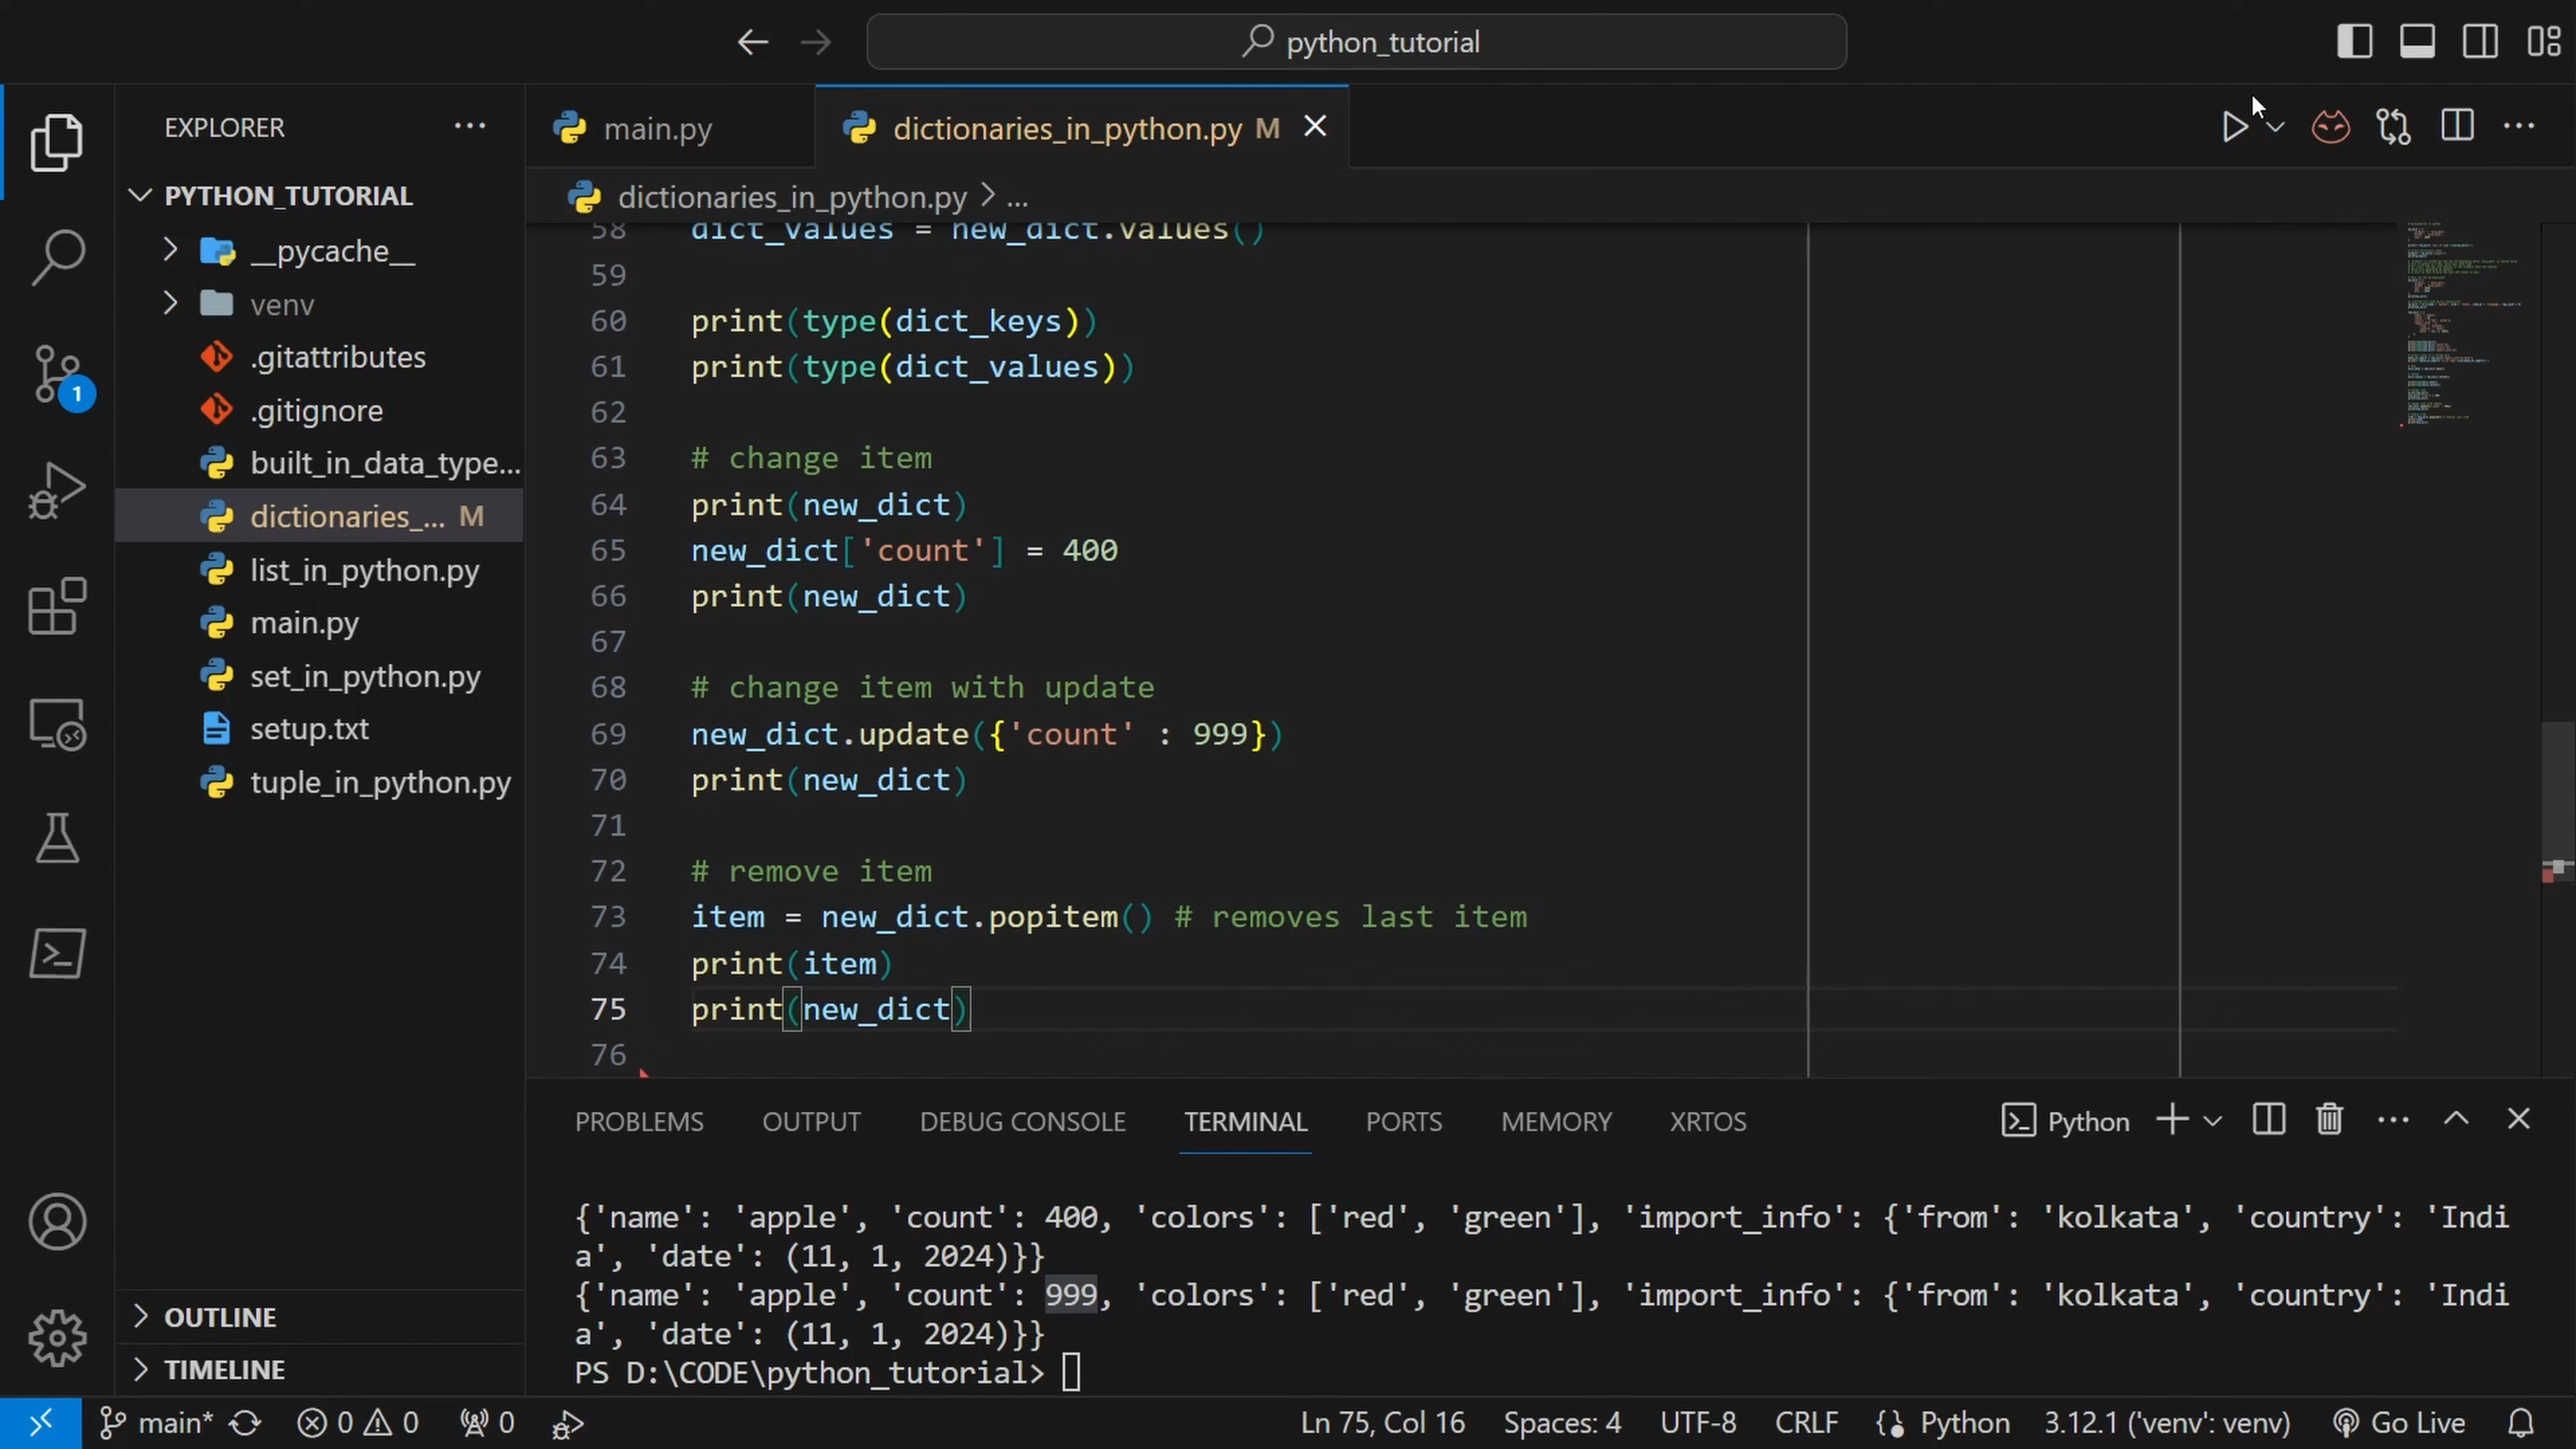 python_tutorial
EXPLORER
main.py
dictionaries_in_python.py M
PYTHON_TUTORIAL
dictionaries_in_python.py > ...
__pycache__
venv
.gitattributes
.gitignore
built_in_data_type...
dictionaries_... M
list_in_python.py
main.py
set_in_python.py
setup.txt
tuple_in_python.py
OUTLINE
TIMELINE
1
58 dict_values = new_dict.values()
59
60 print(type(dict_keys))
61 print(type(dict_values))
62
63 # change item
64 print(new_dict)
65 new_dict['count'] = 400
66 print(new_dict)
67
68 # change item with update
69 new_dict.update({'count' : 999})
70 print(new_dict)
71
72 # remove item
73 item = new_dict.popitem() # removes last item
74 print(item)
75 print(new_dict)
76
PROBLEMS OUTPUT DEBUG CONSOLE TERMINAL PORTS MEMORY XRTOS Python
{'name': 'apple', 'count': 400, 'colors': ['red', 'green'], 'import_info': {'from': 'kolkata', 'country': 'Indi
a', 'date': (11, 1, 2024)}}
{'name': 'apple', 'count': 999, 'colors': ['red', 'green'], 'import_info': {'from': 'kolkata', 'country': 'Indi
a', 'date': (11, 1, 2024)}}
PS D:\CODE\python_tutorial>
main* 0 0 0 Ln 75, Col 16 Spaces: 4 UTF-8 CRLF Python 3.12.1 ('venv': venv) Go Live